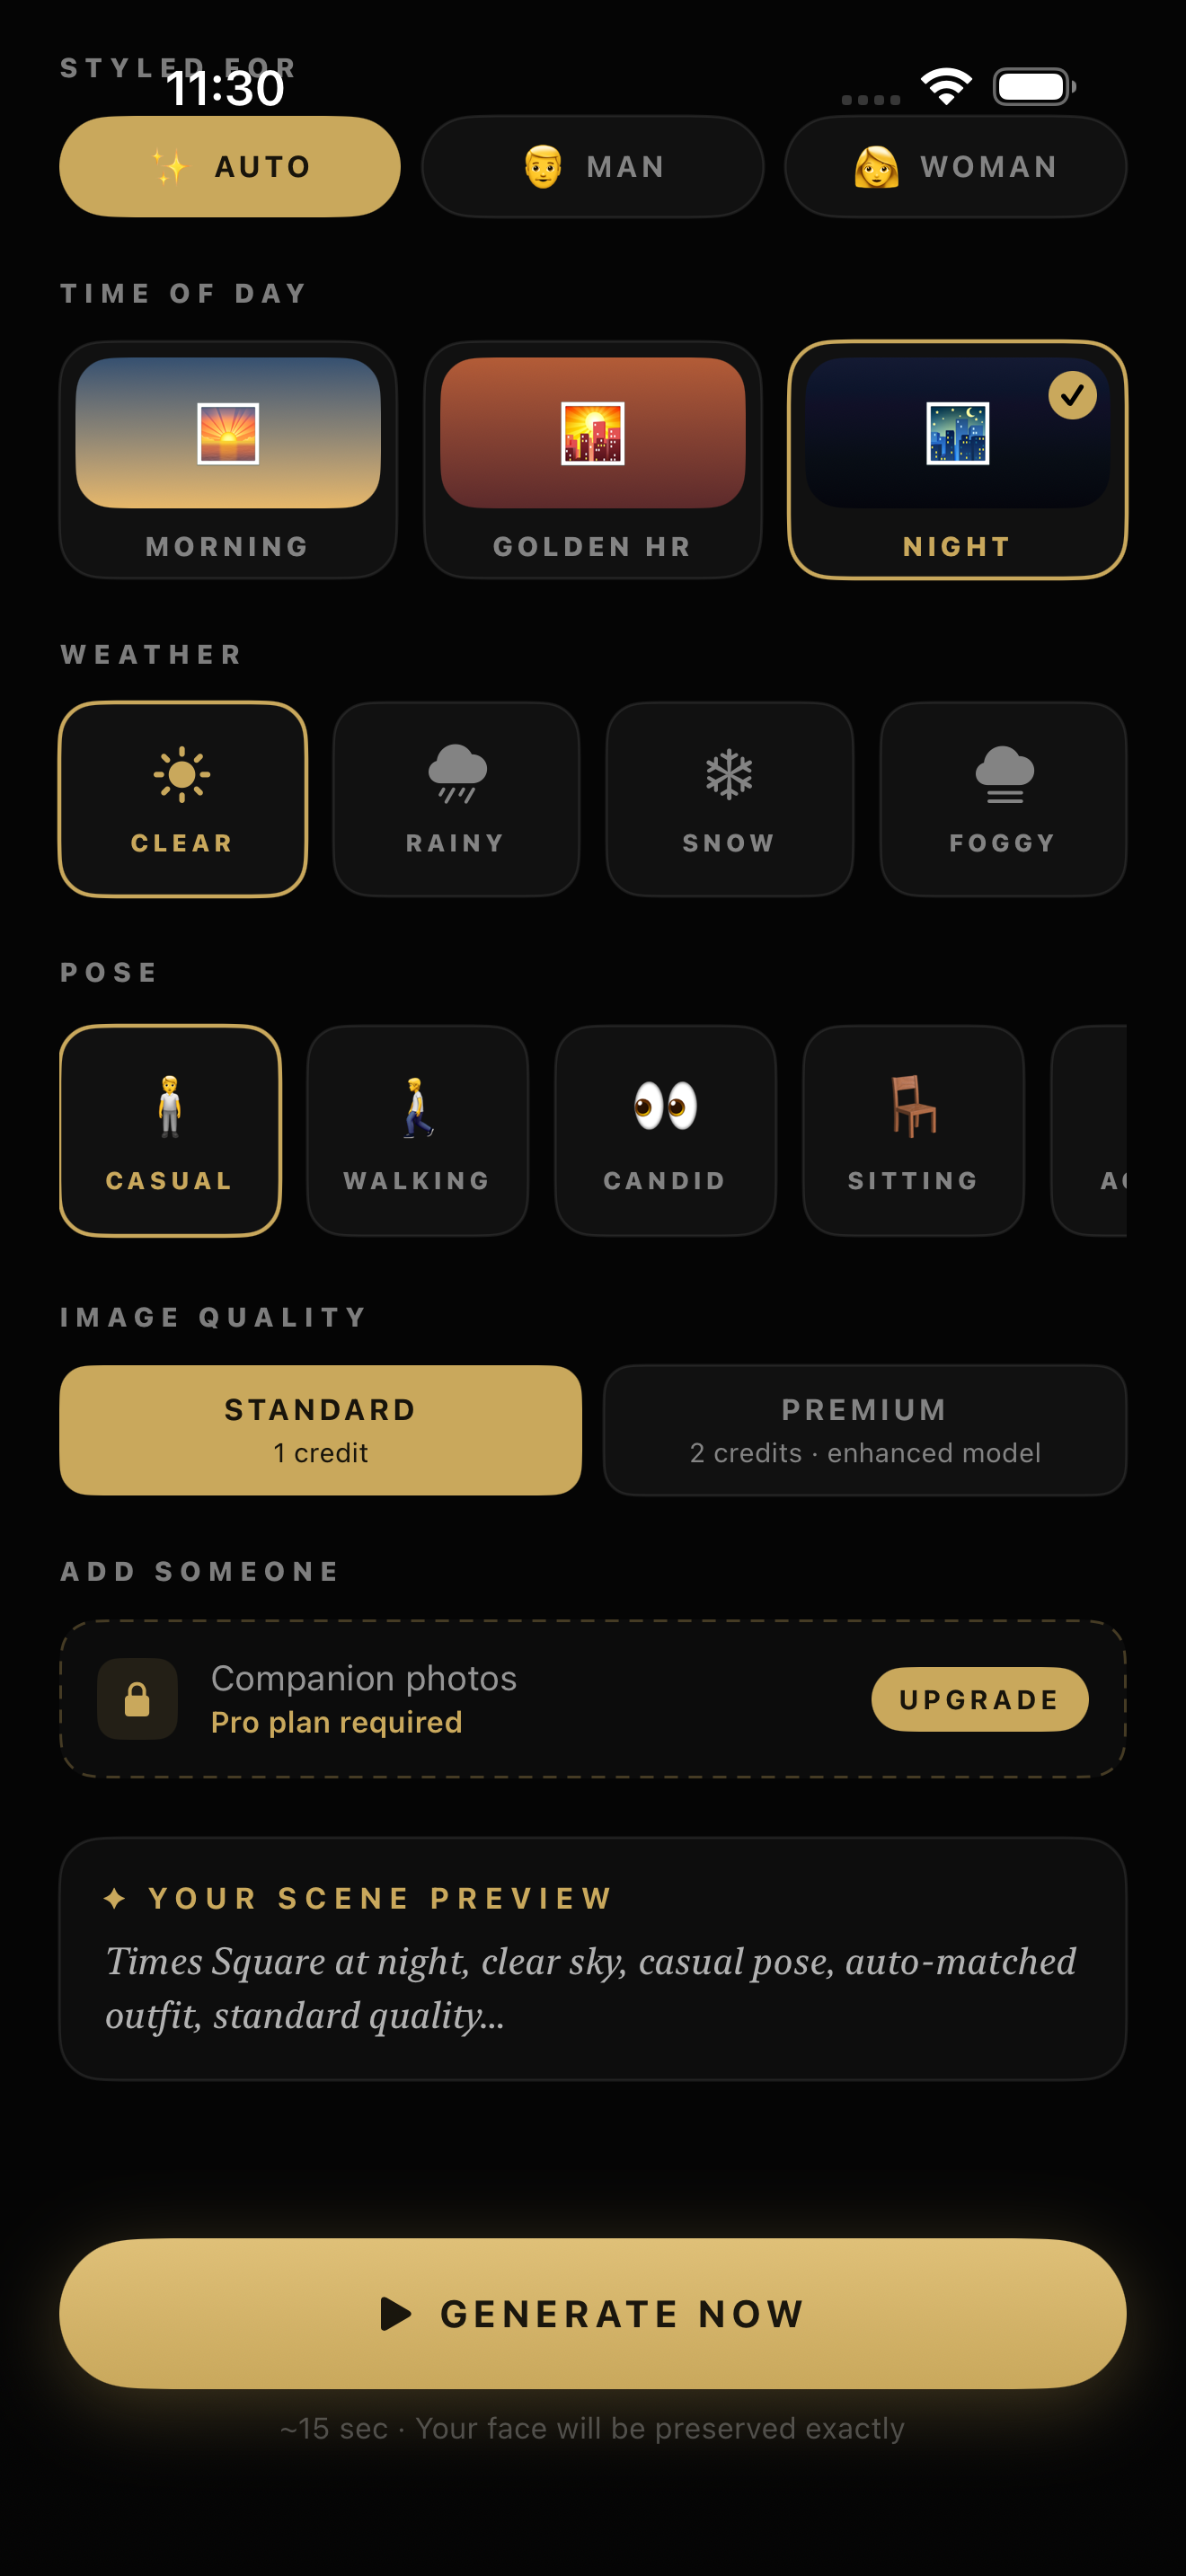 STYLED FOR
11:30
AUTO
MAN
WOMAN
TIME OF DAY
MORNING
GOLDEN HR
NIGHT
WEATHER
CLEAR
RAINY
SNOW
FOGGY
POSE
CASUAL
WALKING
CANDID
SITTING
IMAGE QUALITY
STANDARD
1 credit
PREMIUM
2 credits · enhanced model
ADD SOMEONE
Companion photos
Pro plan required
UPGRADE
YOUR SCENE PREVIEW
Times Square at night, clear sky, casual pose, auto-matched
outfit, standard quality...
GENERATE NOW
~15 sec · Your face will be preserved exactly